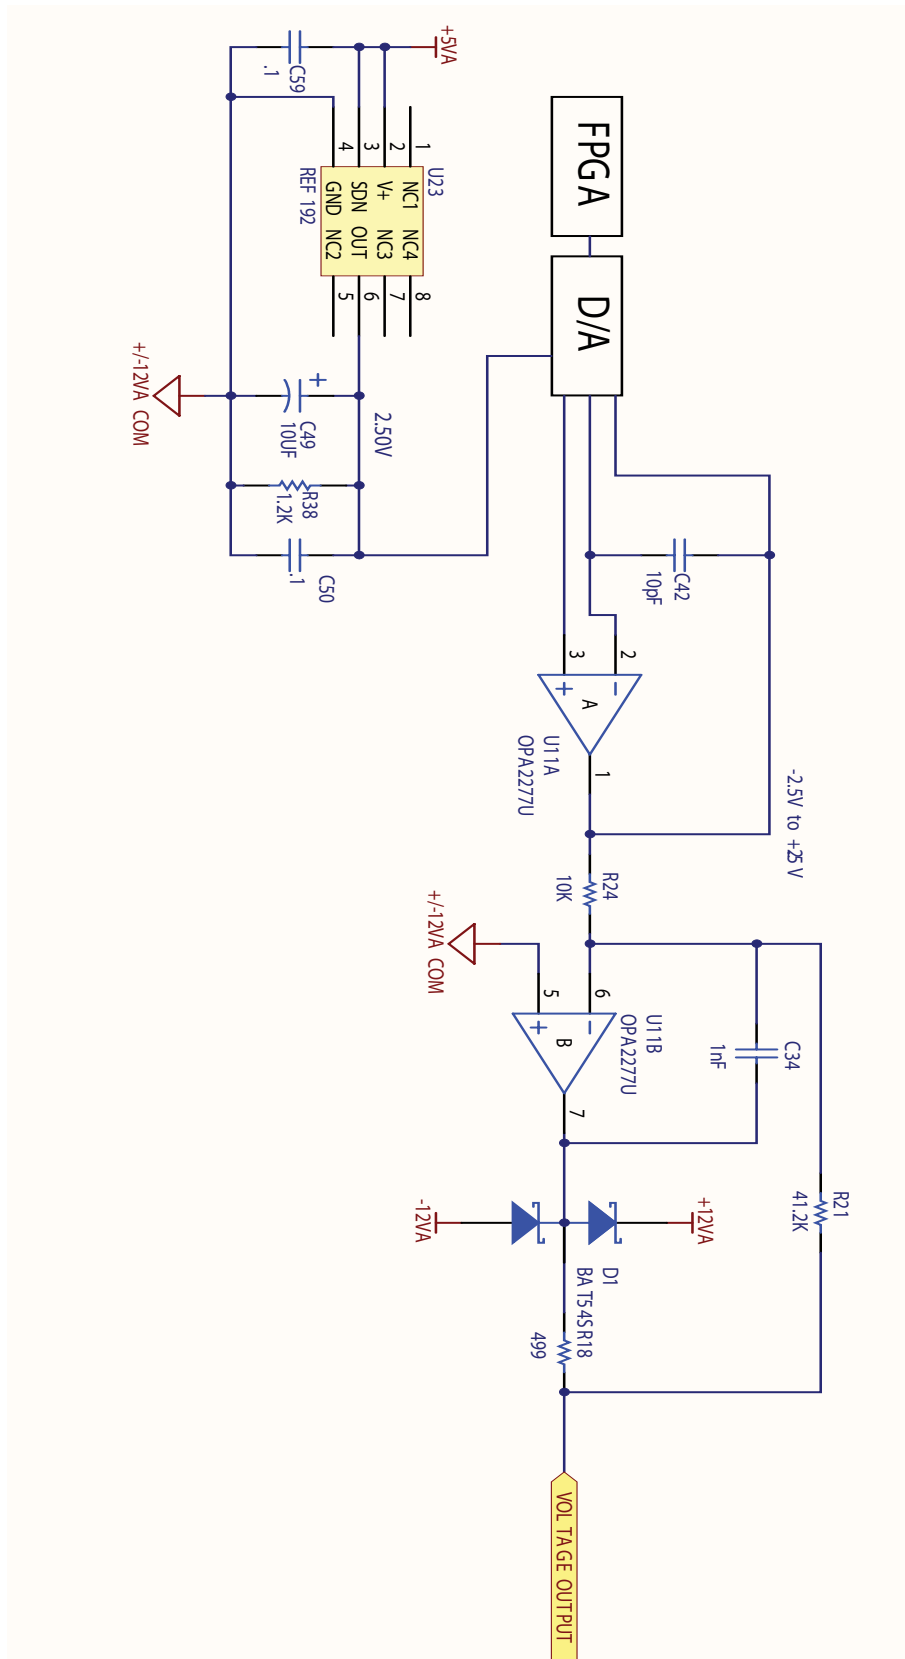 FPGA
D/A
+5VA
C59
.1
U23
1
2
3
4
NC1
V+
SDN
GND
NC4
NC3
OUT
NC2
8
7
6
5
REF 192
+/-12VA COM
2.50V
C49
10UF
+
R38
1.2K
C50
.1
C42
10pF
2
3
−
+
A
1
U11A
OPA2277U
-2.5V to +25 V
R24
10K
+/-12VA COM
6
5
−
+
B
7
U11B
OPA2277U
C34
1nF
R21
41.2K
+12VA
-12VA
D1
BAT54S
R18
499
VOLTAGE OUTPUT